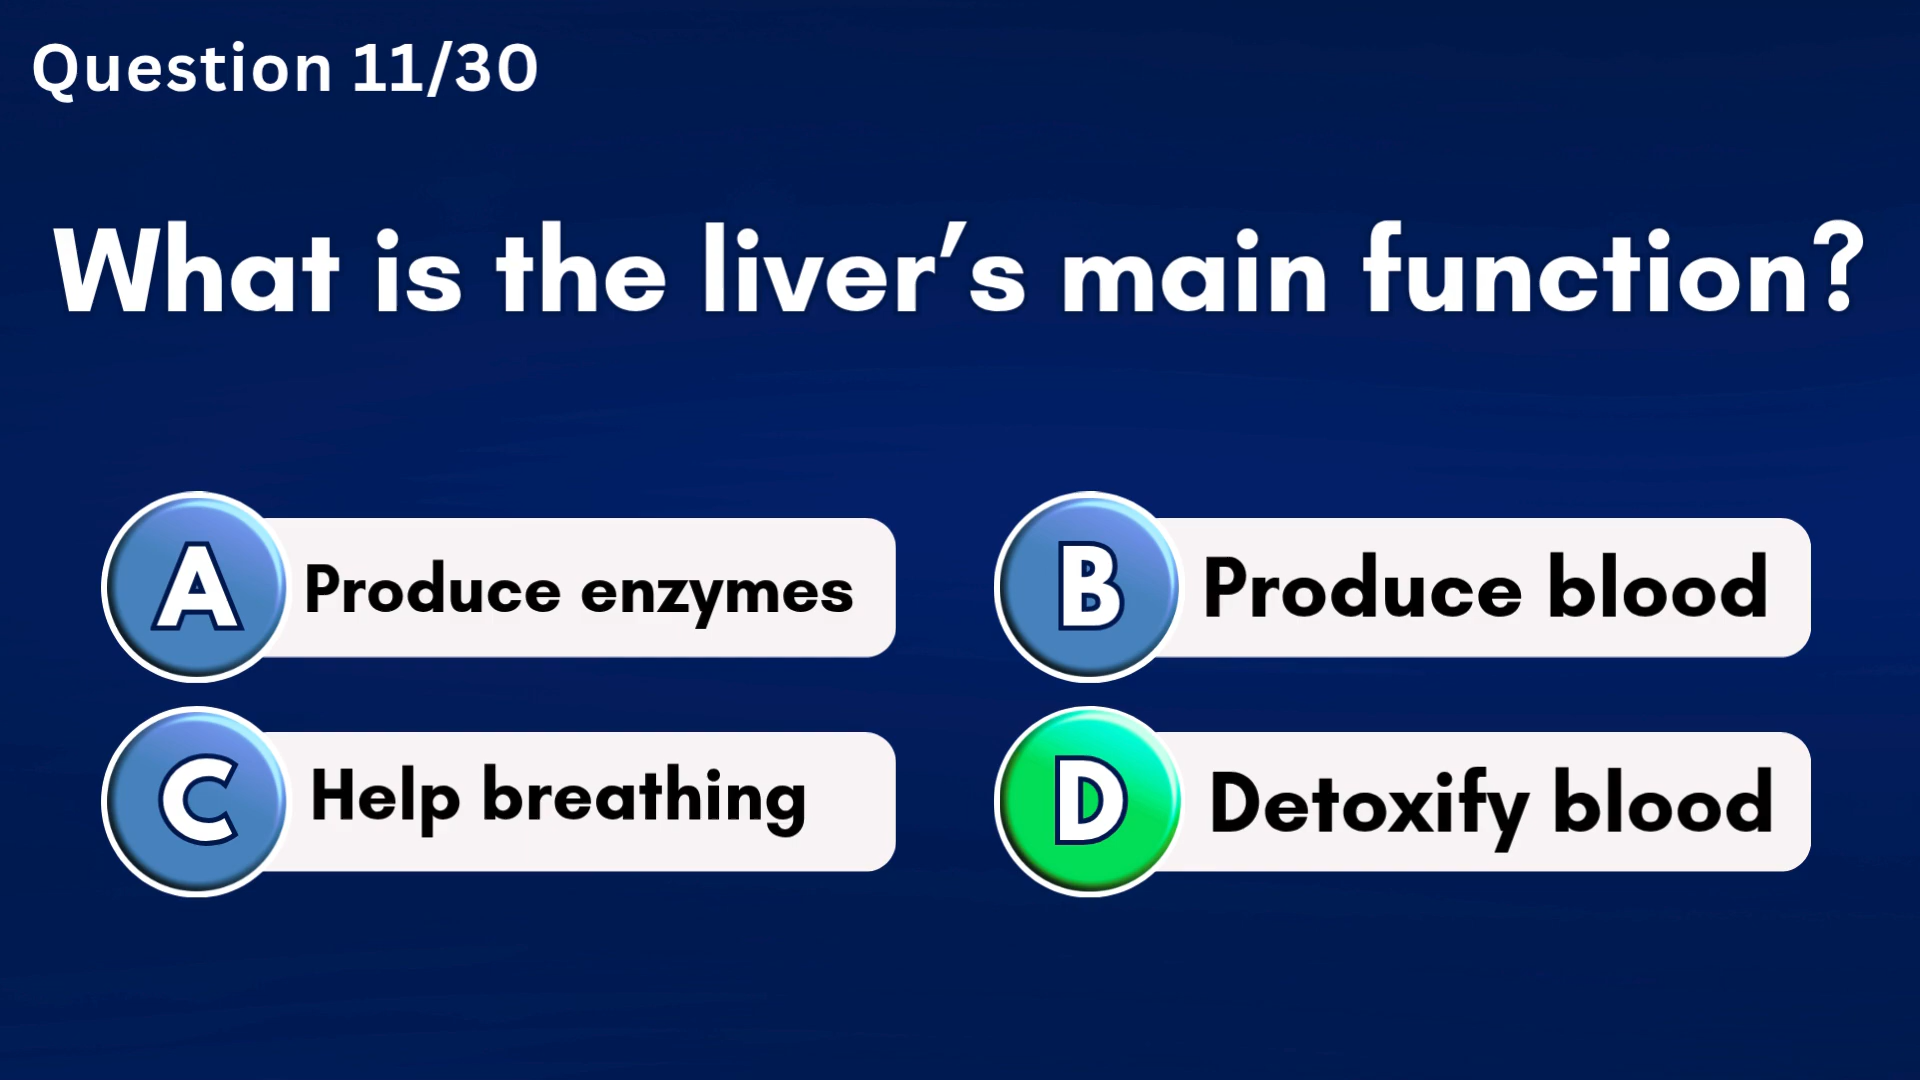 Question 11/30
What is the liver’s main function?
A Produce enzymes
B Produce blood
C Help breathing
D Detoxify blood